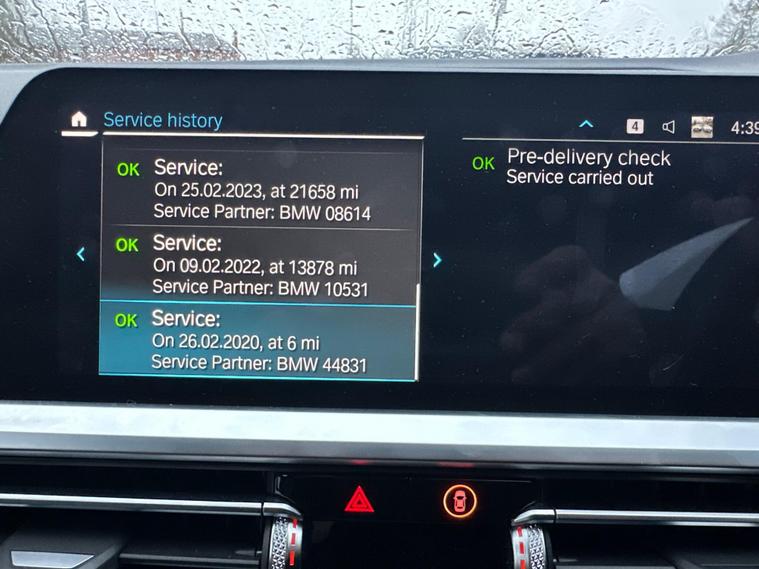 Service history
4
4:39
OK Service:
On 25.02.2023, at 21658 mi
Service Partner: BMW 08614
OK Service:
On 09.02.2022, at 13878 mi
Service Partner: BMW 10531
OK Service:
On 26.02.2020, at 6 mi
Service Partner: BMW 44831
OK Pre-delivery check
Service carried out